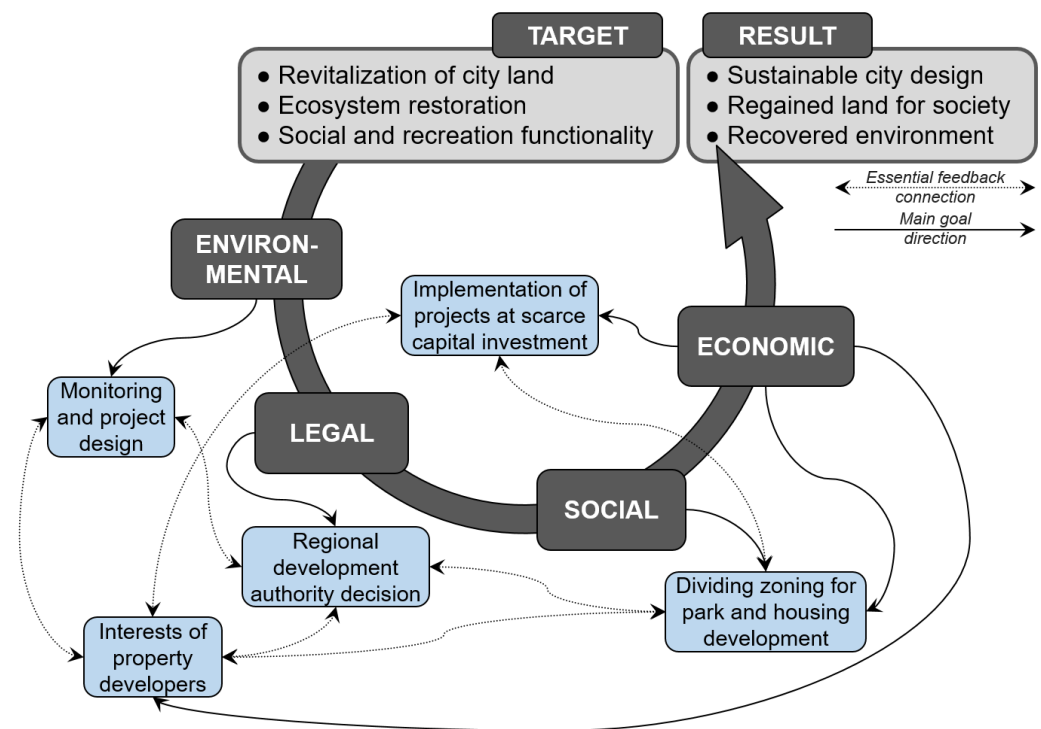 TARGET
● Revitalization of city land
● Ecosystem restoration
● Social and recreation functionality
RESULT
● Sustainable city design
● Regained land for society
● Recovered environment
Essential feedback
connection
Main goal
direction
ENVIRON-
MENTAL
Implementation of
projects at scarce
capital investment
ECONOMIC
Monitoring
and project
design
LEGAL
SOCIAL
Regional
development
authority decision
Dividing zoning for
park and housing
development
Interests of
property
developers